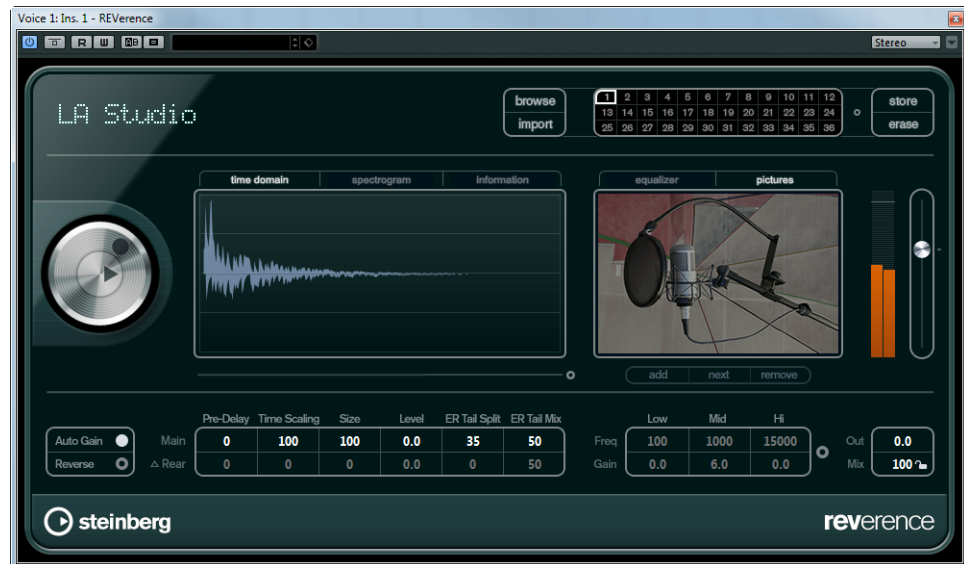 Voice 1: Ins. 1 - REVerence
R W AB Stereo
LA Studio
browse
import
1 2 3 4 5 6 7 8 9 10 11 12
13 14 15 16 17 18 19 20 21 22 23 24
25 26 27 28 29 30 31 32 33 34 35 36
store
erase
time domain spectrogram information
equalizer pictures
add next remove
Pre-Delay Time Scaling Size Level ER Tail Split ER Tail Mix
Low Mid Hi
Auto Gain Main 0 100 100 0.0 35 50
Freq 100 1000 15000 Out 0.0
Reverse △ Rear 0 0 0 0.0 0 50
Gain 0.0 6.0 0.0 Mix 100
steinberg
reverence